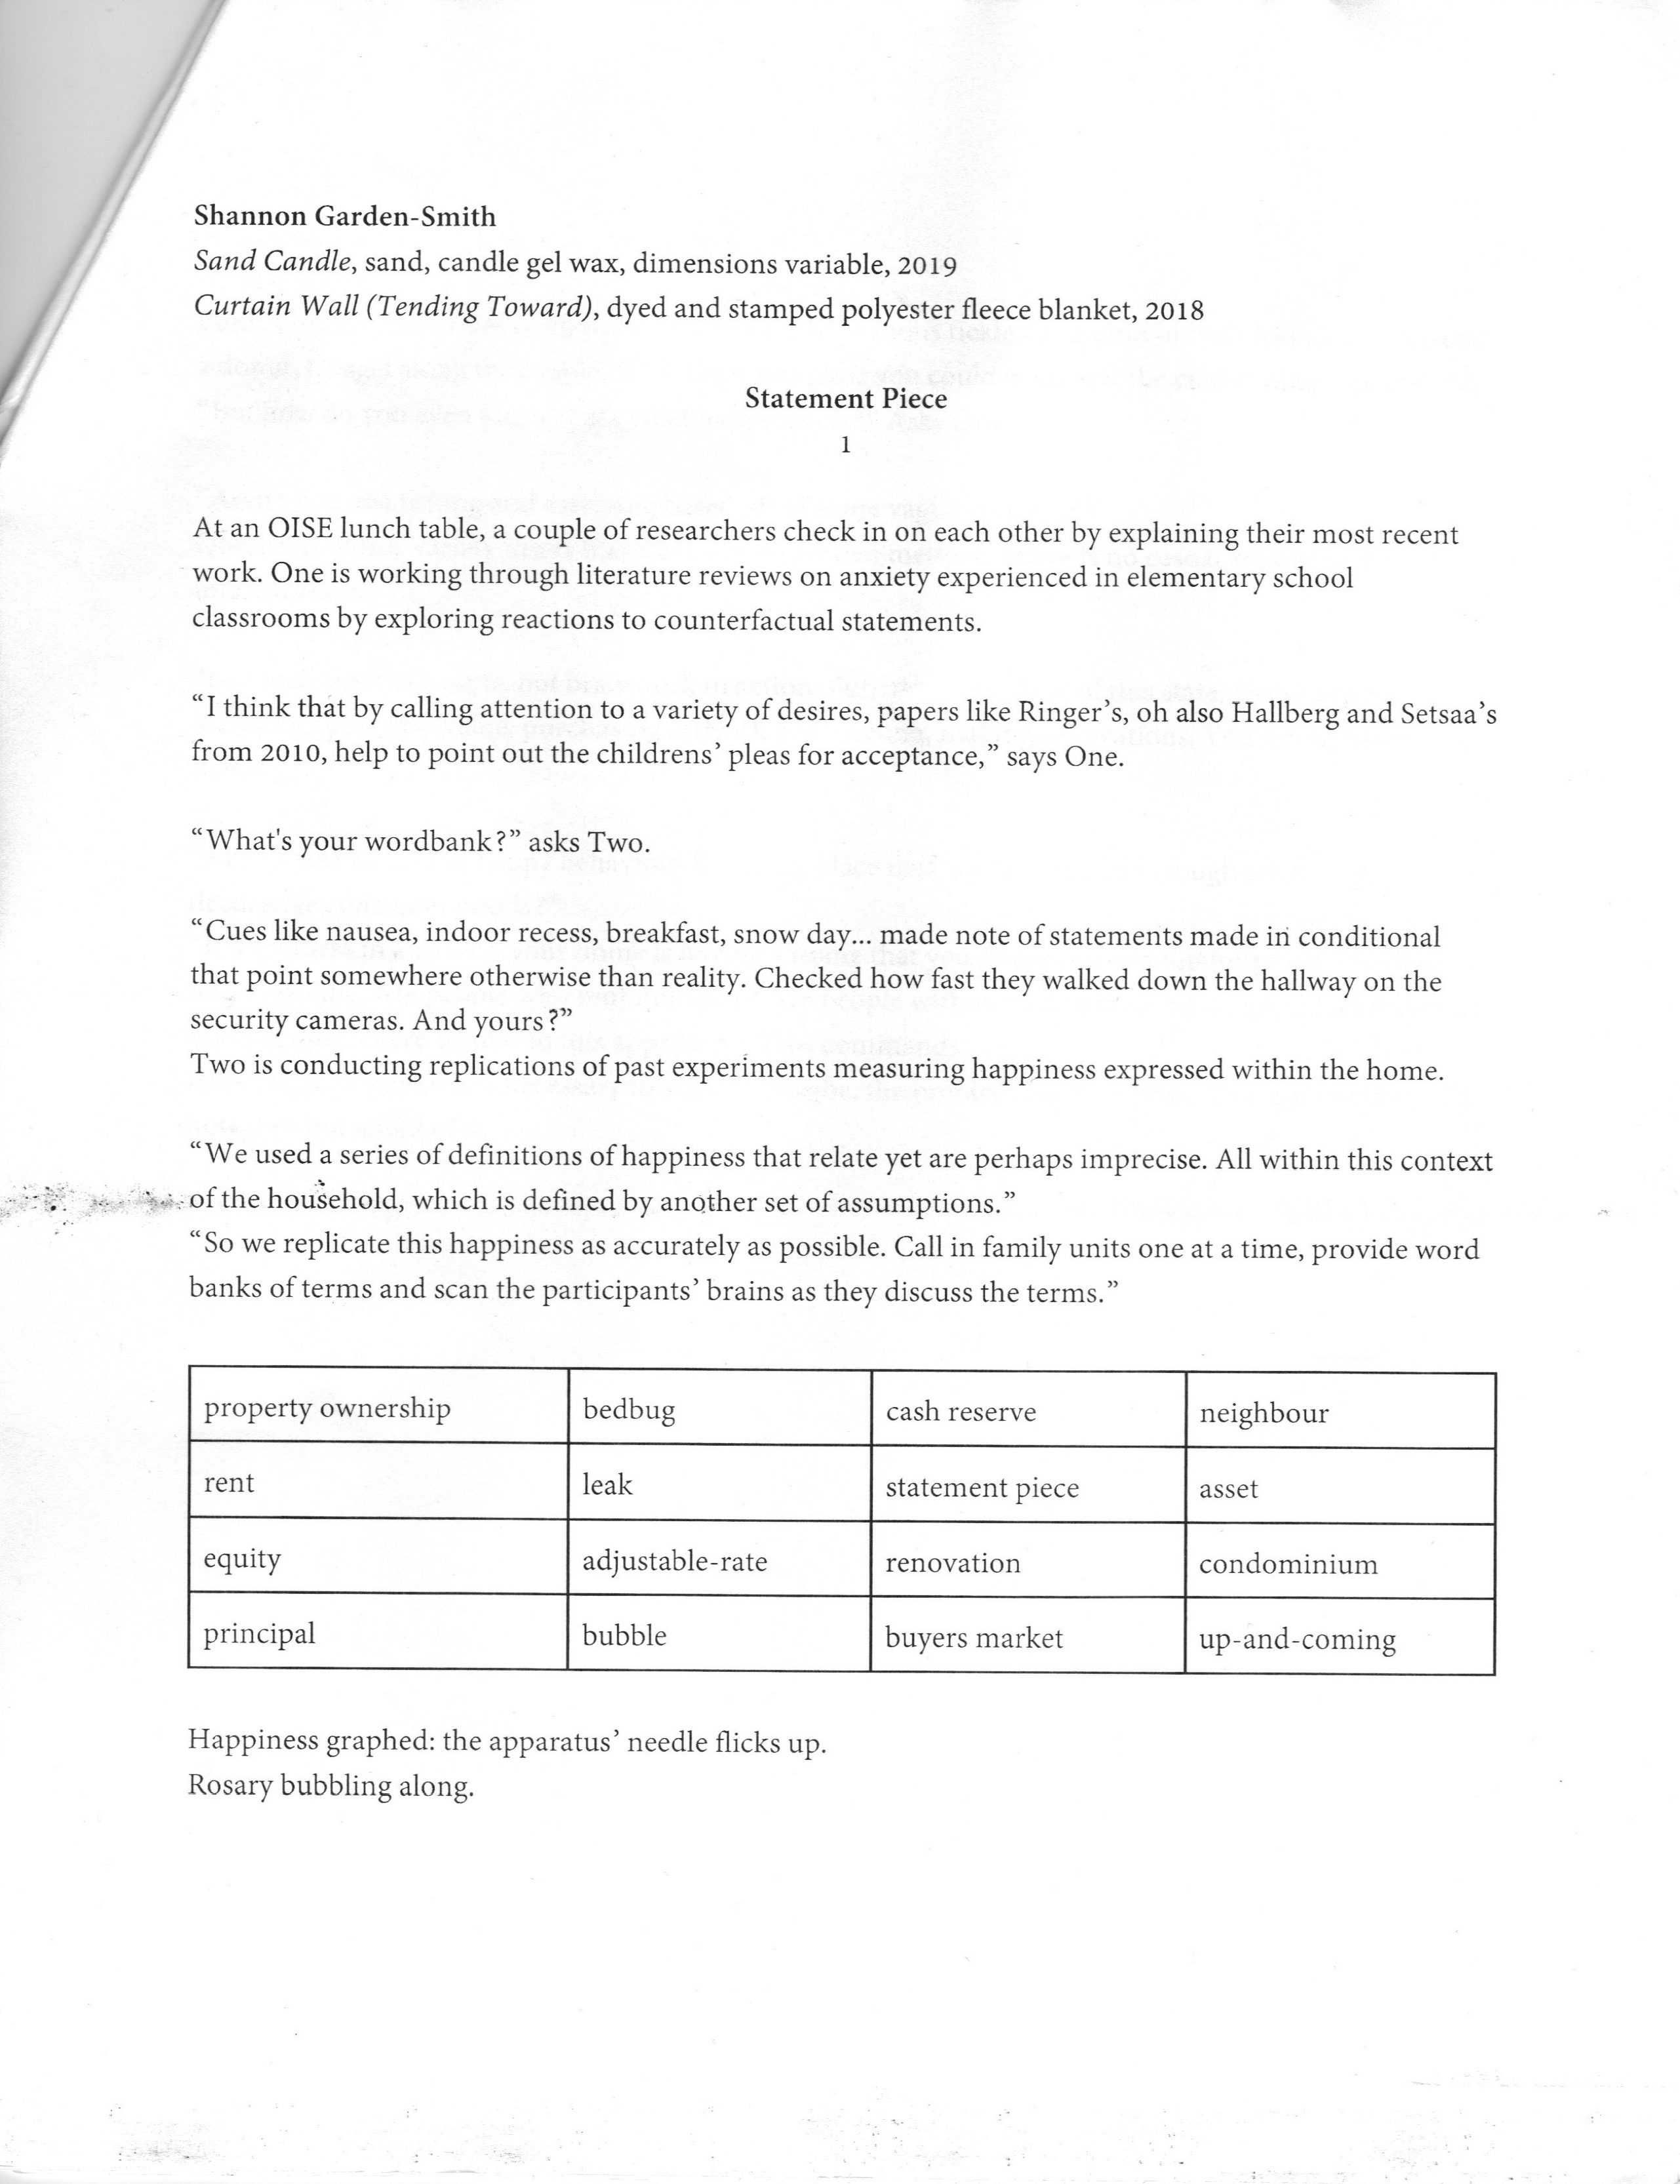 Shannon Garden-Smith
Sand Candle, sand, candle gel wax, dimensions variable, 2019
Curtain Wall (Tending Toward), dyed and stamped polyester fleece blanket, 2018
Statement Piece
1
At an OISE lunch table, a couple of researchers check in on each other by explaining their most recent
work. One is working through literature reviews on anxiety experienced in elementary school
classrooms by exploring reactions to counterfactual statements.
“I think that by calling attention to a variety of desires, papers like Ringer’s, oh also Hallberg and Setsaa’s
from 2010, help to point out the childrens’ pleas for acceptance,” says One.
“What's your wordbank?” asks Two.
“Cues like nausea, indoor recess, breakfast, snow day... made note of statements made in conditional
that point somewhere otherwise than reality. Checked how fast they walked down the hallway on the
security cameras. And yours?”
Two is conducting replications of past experiments measuring happiness expressed within the home.
“We used a series of definitions of happiness that relate yet are perhaps imprecise. All within this context
of the household, which is defined by another set of assumptions.”
“So we replicate this happiness as accurately as possible. Call in family units one at a time, provide word
banks of terms and scan the participants’ brains as they discuss the terms.”
property ownership bedbug cash reserve neighbour
rent leak statement piece asset
equity adjustable-rate renovation condominium
principal bubble buyers market up-and-coming
Happiness graphed: the apparatus’ needle flicks up.
Rosary bubbling along.